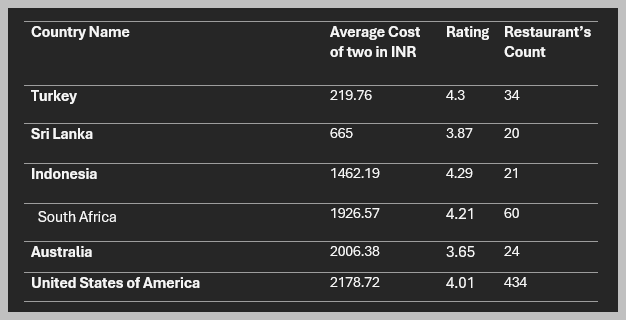 Country Name Average Cost of two in INR Rating Restaurant's Count
Turkey 219.76 4.3 34
Sri Lanka 665 3.87 20
Indonesia 1462.19 4.29 21
South Africa 1926.57 4.21 60
Australia 2006.38 3.65 24
United States of America 2178.72 4.01 434